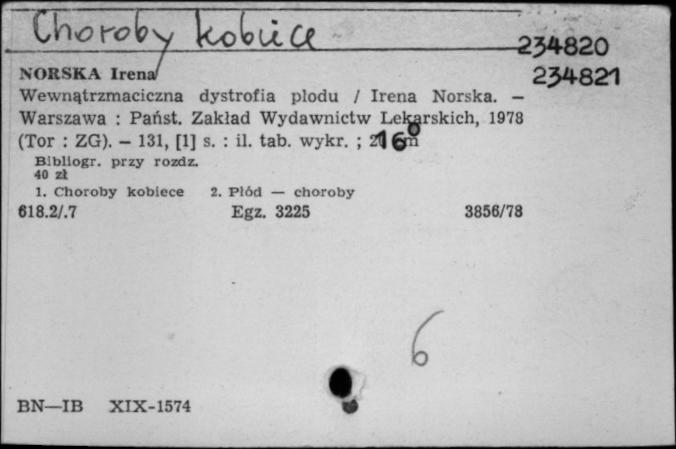 Choroby kobiece
234820
NORSKA Irena
234821
Wewnątrzmaciczna dystrofia płodu / Irena Norska. —
Warszawa : Państ. Zakład Wydawnictw Lekarskich, 1978
(Tor : ZG). — 131, [1] s. : il. tab. wykr. ; 16°
Bibliogr. przy rozdz.
40 zł
1. Choroby kobiece 2. Płód — choroby
618.2/.7 Egz. 3225 3856/78
6
BN—IB XIX-1574